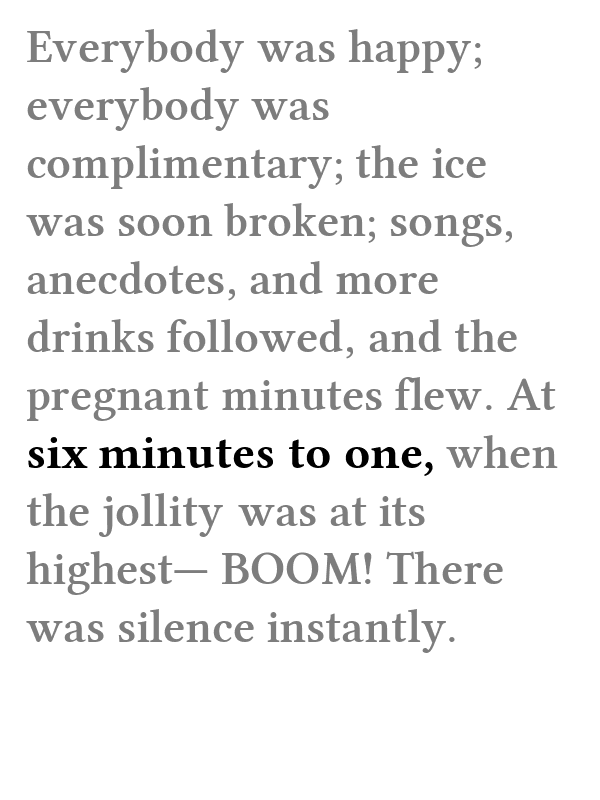 Everybody was happy;
everybody was
complimentary; the ice
was soon broken; songs,
anecdotes, and more
drinks followed, and the
pregnant minutes flew. At
six minutes to one, when
the jollity was at its
highest— BOOM! There
was silence instantly.